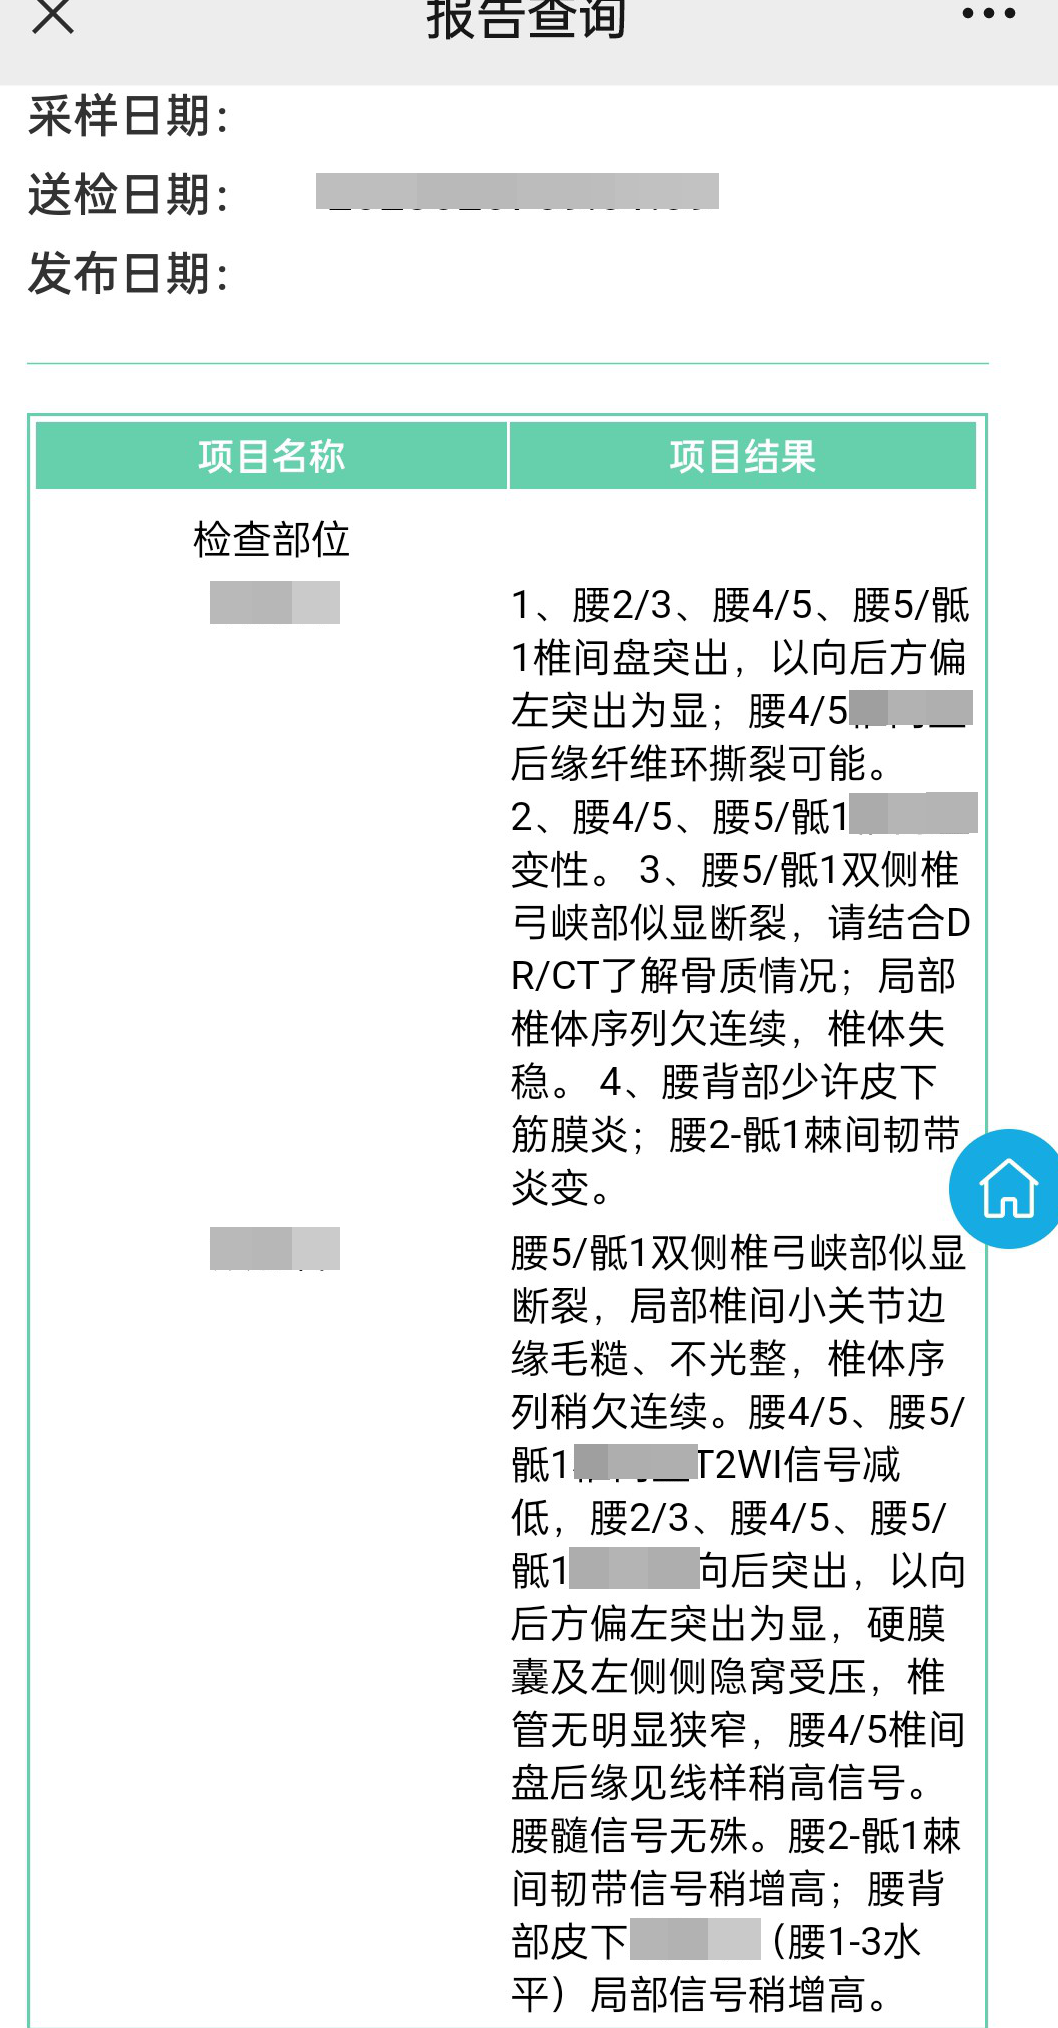 报告查询
采样日期：
送检日期：
发布日期：
项目名称 项目结果
检查部位
1、腰2/3、腰4/5、腰5/骶
1椎间盘突出，以向后方偏
左突出为显；腰4/5
后缘纤维环撕裂可能。
2、腰4/5、腰5/骶1
变性。 3、腰5/骶1双侧椎
弓峡部似显断裂，请结合D
R/CT了解骨质情况；局部
椎体序列欠连续，椎体失
稳。 4、腰背部少许皮下
筋膜炎；腰2-骶1棘间韧带
炎变。
腰5/骶1双侧椎弓峡部似显
断裂，局部椎间小关节边
缘毛糙、不光整，椎体序
列稍欠连续。腰4/5、腰5/
骶1 T2WI信号减
低，腰2/3、腰4/5、腰5/
骶1 向后突出，以向
后方偏左突出为显，硬膜
囊及左侧侧隐窝受压，椎
管无明显狭窄，腰4/5椎间
盘后缘见线样稍高信号。
腰髓信号无殊。腰2-骶1棘
间韧带信号稍增高；腰背
部皮下 （腰1-3水
平）局部信号稍增高。